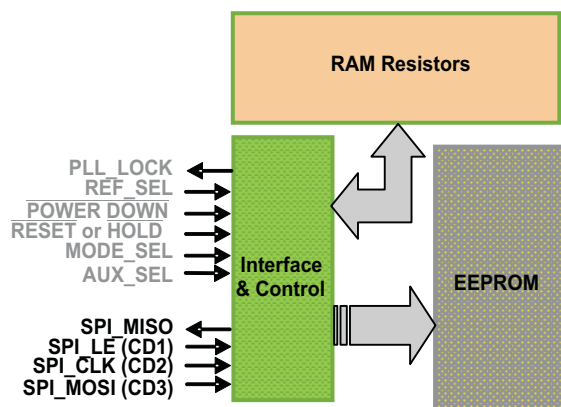 RAM Resistors
PLL_LOCK
REF_SEL
POWER DOWN
RESET or HOLD
MODE_SEL
AUX_SEL
SPI_MISO
SPI_LE (CD1)
SPI_CLK (CD2)
SPI_MOSI (CD3)
Interface
& Control
EEPROM